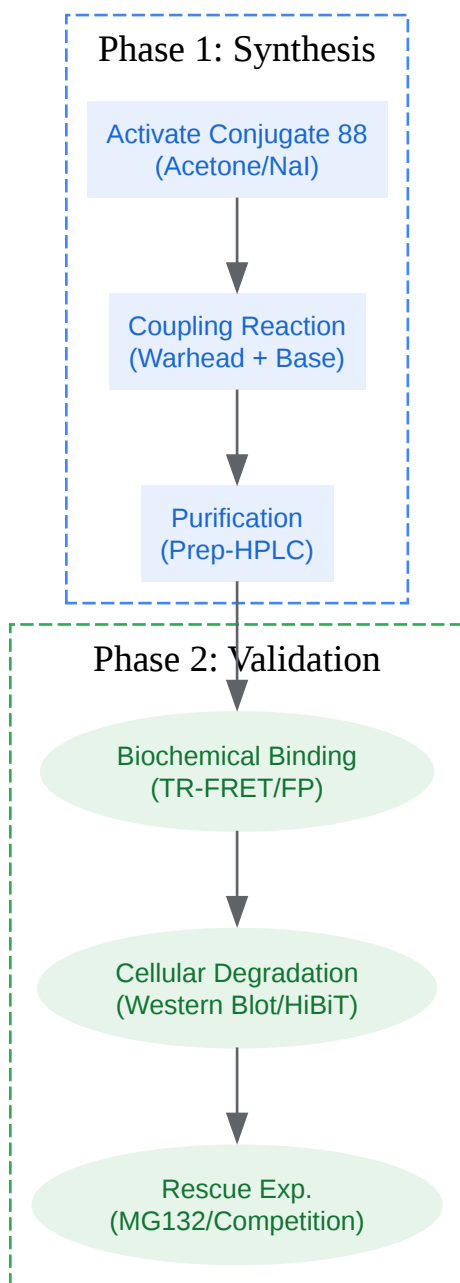 Phase 1: Synthesis
Activate Conjugate 88
(Acetone/NaI)
Coupling Reaction
(Warhead + Base)
Purification
(Prep-HPLC)
Phase 2: Validation
Biochemical Binding
(TR-FRET/FP)
Cellular Degradation
(Western Blot/HiBiT)
Rescue Exp.
(MG132/Competition)